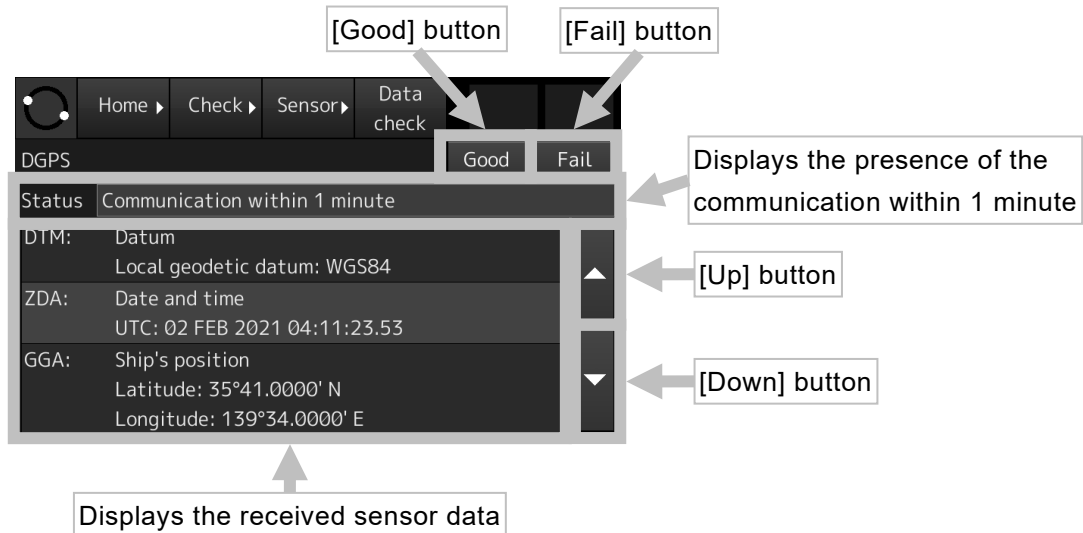 [Good] button
[Fail] button
Home
Check
Sensor
Data
check
DGPS
Good
Fail
Displays the presence of the
communication within 1 minute
Status
Communication within 1 minute
DTM: Datum
Local geodetic datum: WGS84
[Up] button
ZDA: Date and time
UTC: 02 FEB 2021 04:11:23.53
GGA: Ship's position
Latitude: 35°41.0000' N
Longitude: 139°34.0000' E
[Down] button
Displays the received sensor data